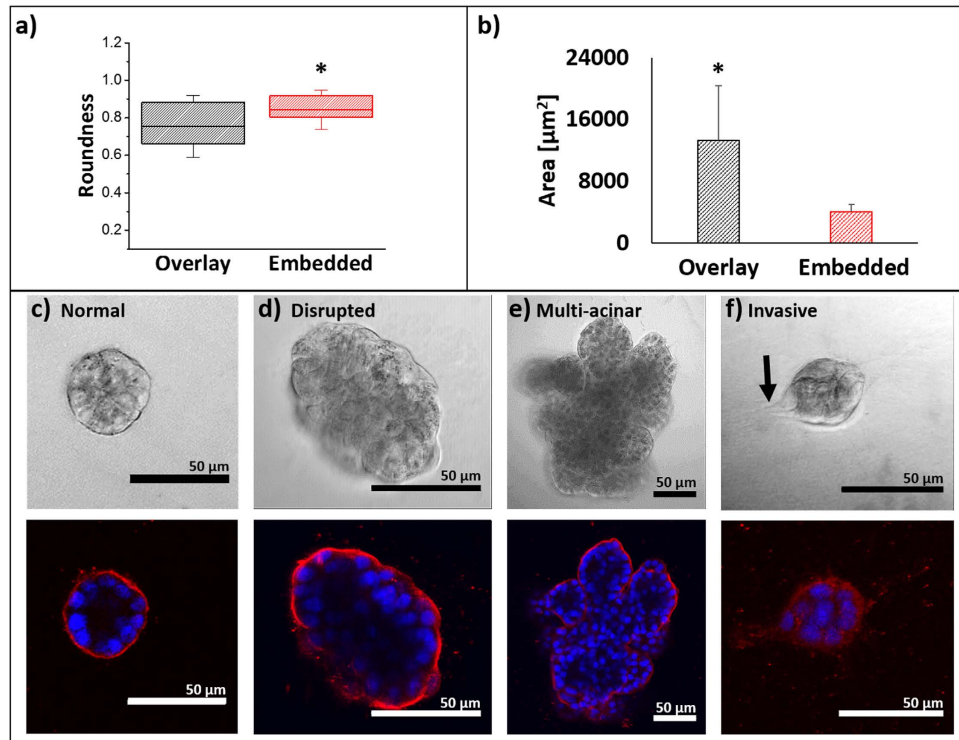 a)
1.2
1.0
0.8
0.6
0.4
0.2
Roundness
*
Overlay Embedded
b)
24000
16000
8000
0
Area [µm²]
*
Overlay Embedded
c) Normal
50 µm
d) Disrupted
50 µm
e) Multi-acinar
50 µm
f) Invasive
50 µm
50 µm
50 µm
50 µm
50 µm